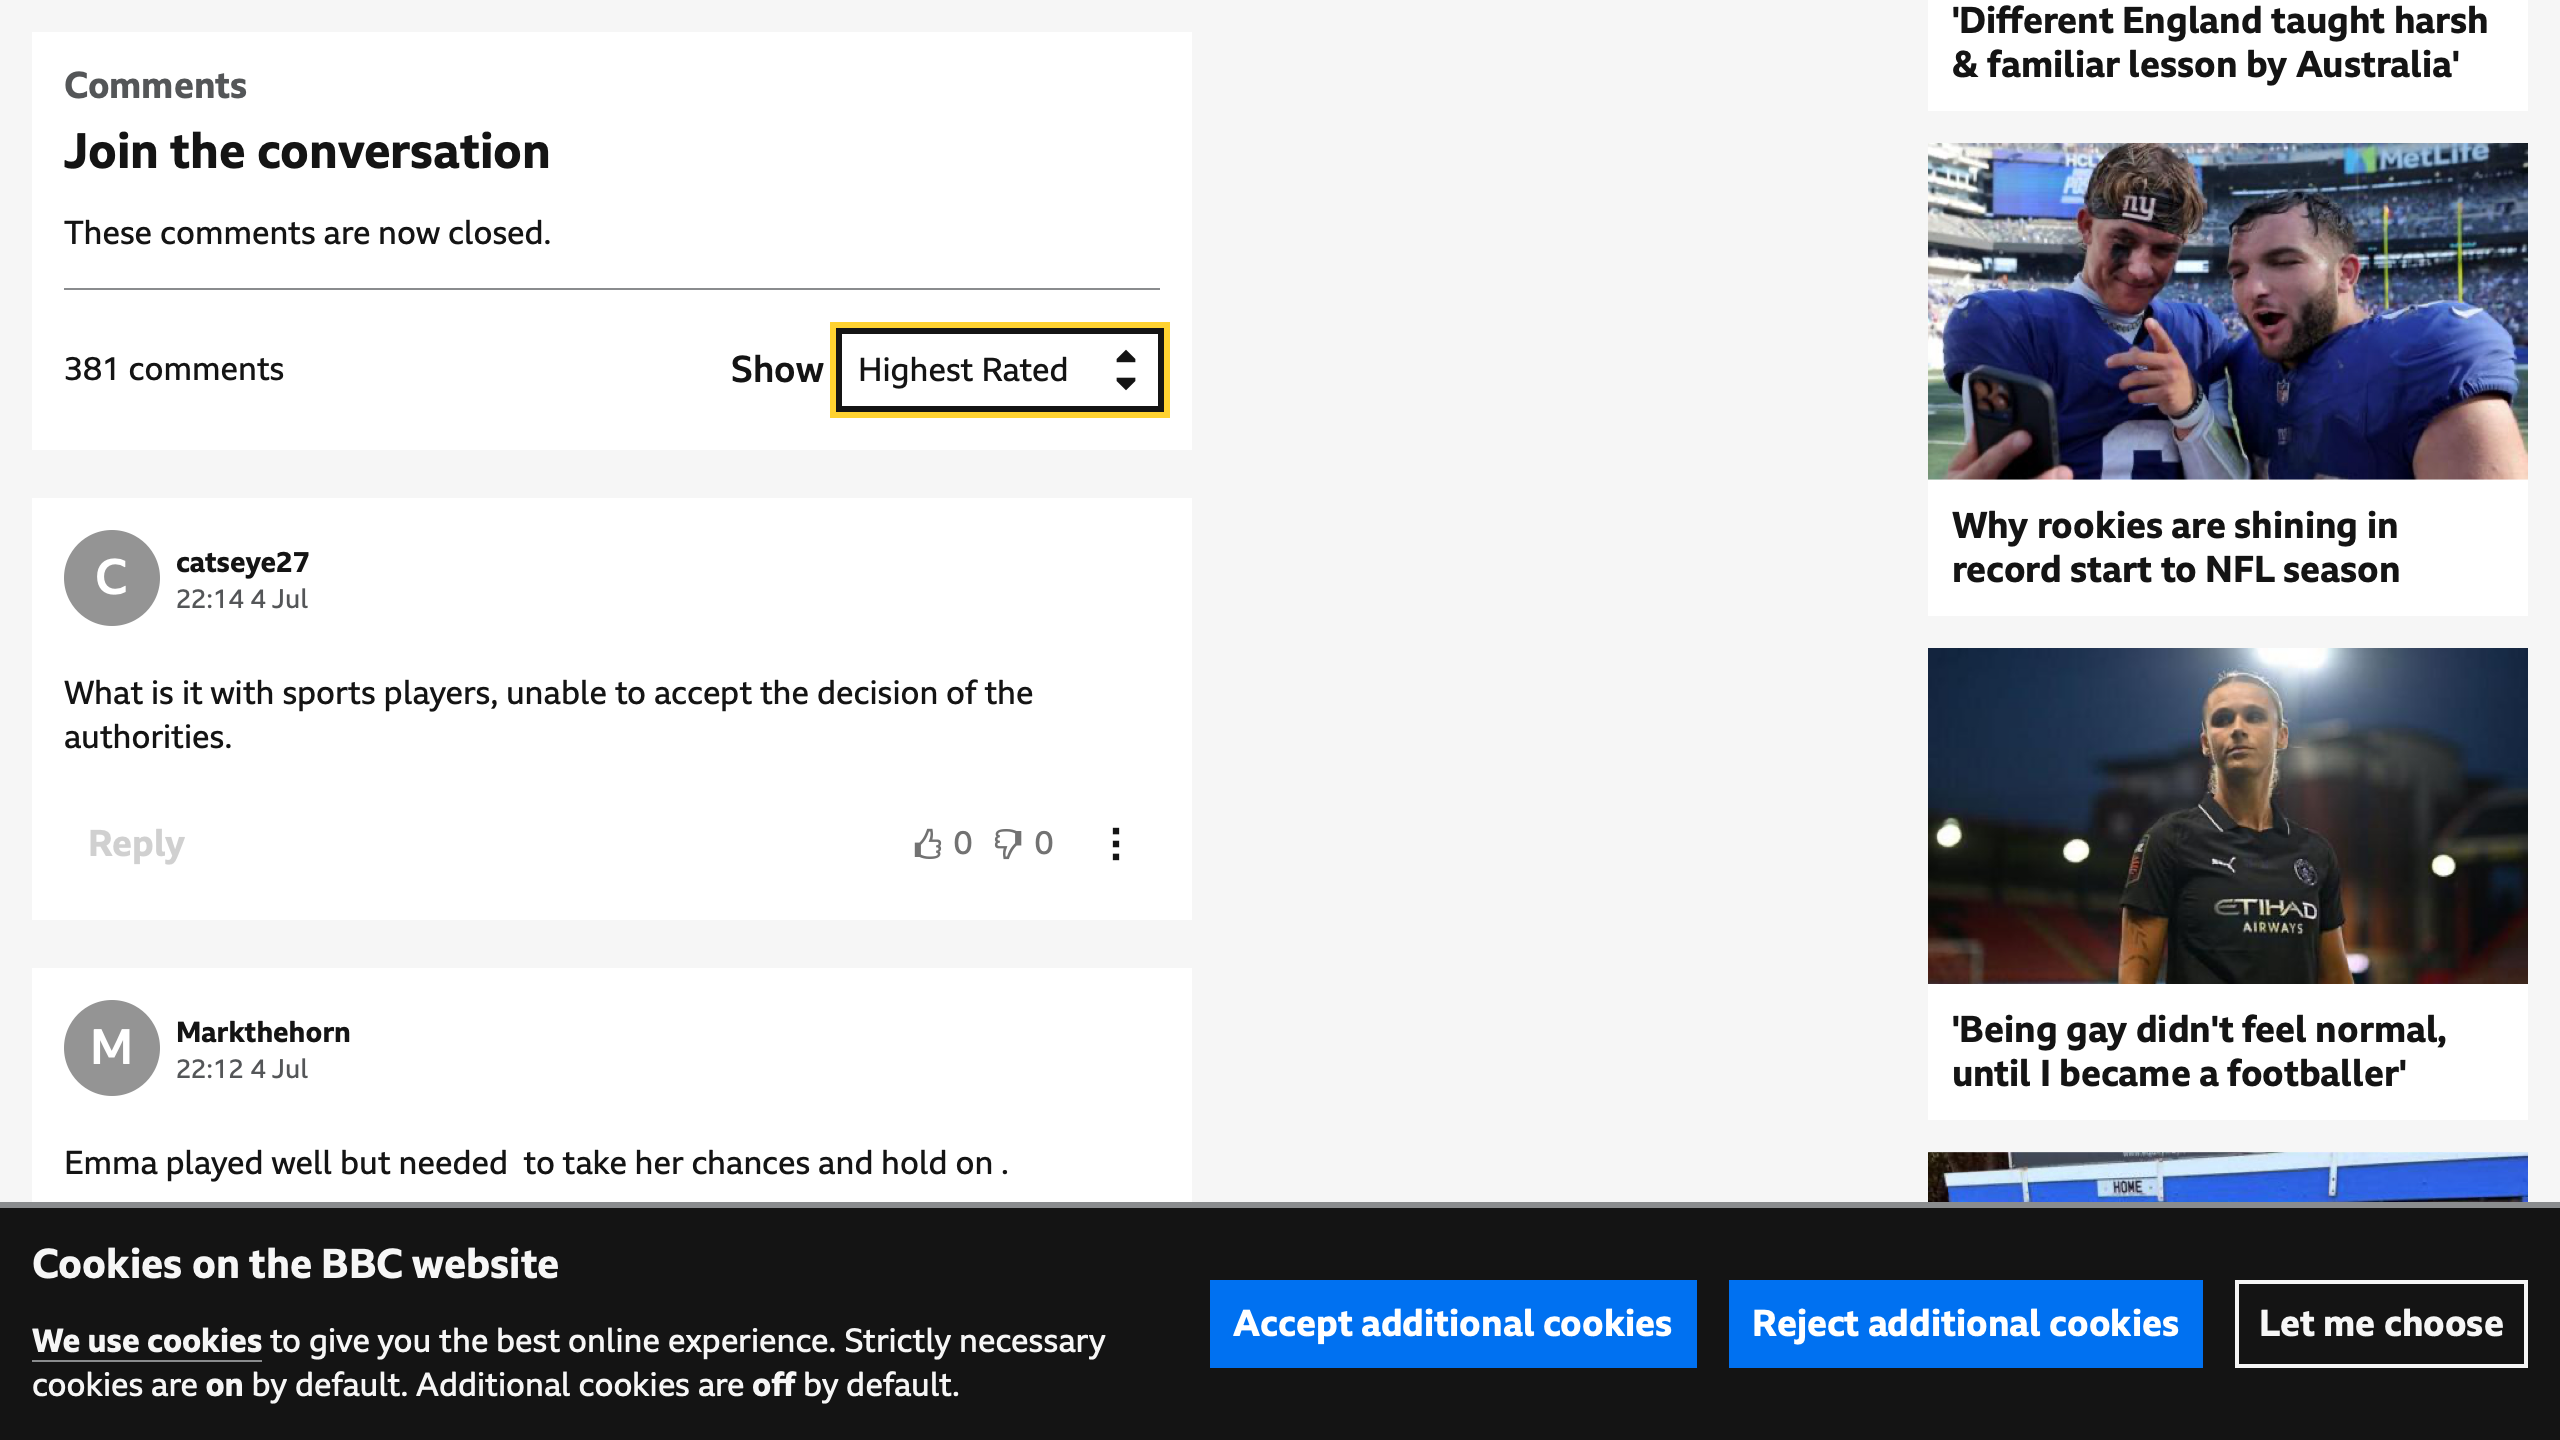 Comments
Join the conversation
These comments are now closed.
381 comments
Show
Highest Rated
C
catseye27
22:14 4 Jul
What is it with sports players, unable to accept the decision of the
authorities.
Reply
0
0
M
Markthehorn
22:12 4 Jul
Emma played well but needed  to take her chances and hold on .
'Different England taught harsh
& familiar lesson by Australia'
MetLife
ny
Why rookies are shining in
record start to NFL season
ETIHAD
AIRWAYS
'Being gay didn't feel normal,
until I became a footballer'
HOME
Cookies on the BBC website
We use cookies to give you the best online experience. Strictly necessary
cookies are on by default. Additional cookies are off by default.
Accept additional cookies
Reject additional cookies
Let me choose